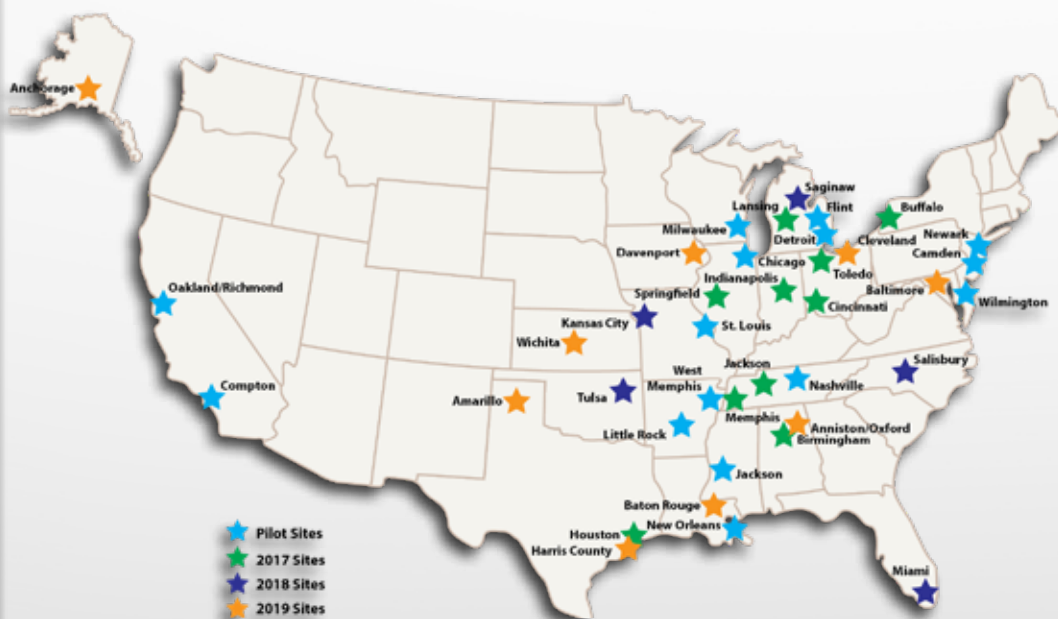 Anchorage
Saginaw
Lansing
Flint
Buffalo
Milwaukee
Detroit
Cleveland
Newark
Davenport
Chicago
Camden
Toledo
Indianapolis
Baltimore
Oakland/Richmond
Springfield
Cincinnati
Wilmington
Kansas City
St. Louis
Wichita
Salisbury
Jackson
West
Memphis
Nashville
Compton
Tulsa
Amarillo
Memphis
Anniston/Oxford
Little Rock
Birmingham
Jackson
Baton Rouge
New Orleans
Houston
Harris County
Miami
Pilot Sites
2017 Sites
2018 Sites
2019 Sites